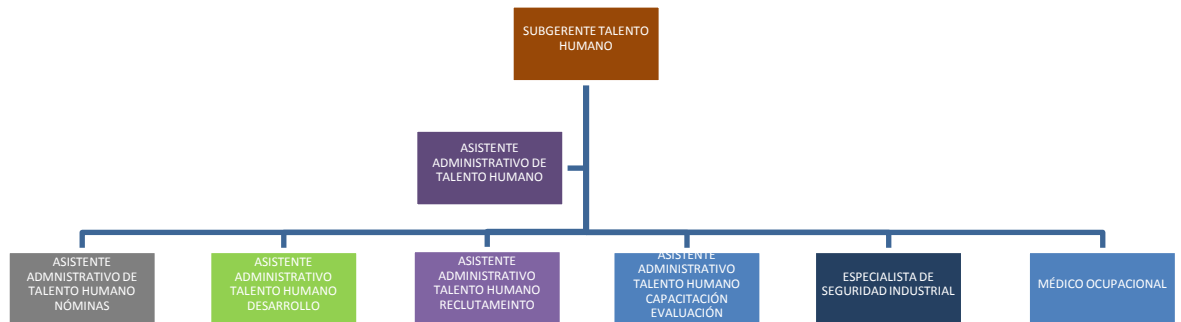 SUBGERENTE TALENTO
HUMANO
ASISTENTE
ADMINISTRATIVO DE
TALENTO HUMANO
ASISTENTE
ADMNISTRATIVO DE
TALENTO HUMANO
NÓMINAS
ASISTENTE
ADMINISTRATIVO
TALENTO HUMANO
DESARROLLO
ASISTENTE
ADMINISTRATIVO
TALENTO HUMANO
RECLUTAMEINTO
ASISTENTE
ADMINISTRATIVO
TALENTO HUMANO
CAPACITACIÓN
EVALUACIÓN
ESPECIALISTA DE
SEGURIDAD INDUSTRIAL
MÉDICO OCUPACIONAL